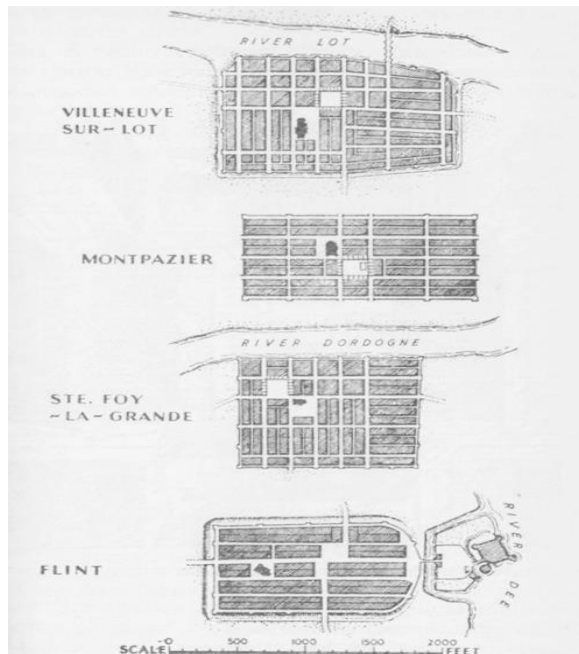 RIVER LOT
VILLENEUVE
SUR-LOT
MONTPAZIER
RIVER DORDOGNE
STE. FOY
-LA-GRANDE
RIVER DEE
FLINT
SCALE 0 500 1000 1500 2000 FEET